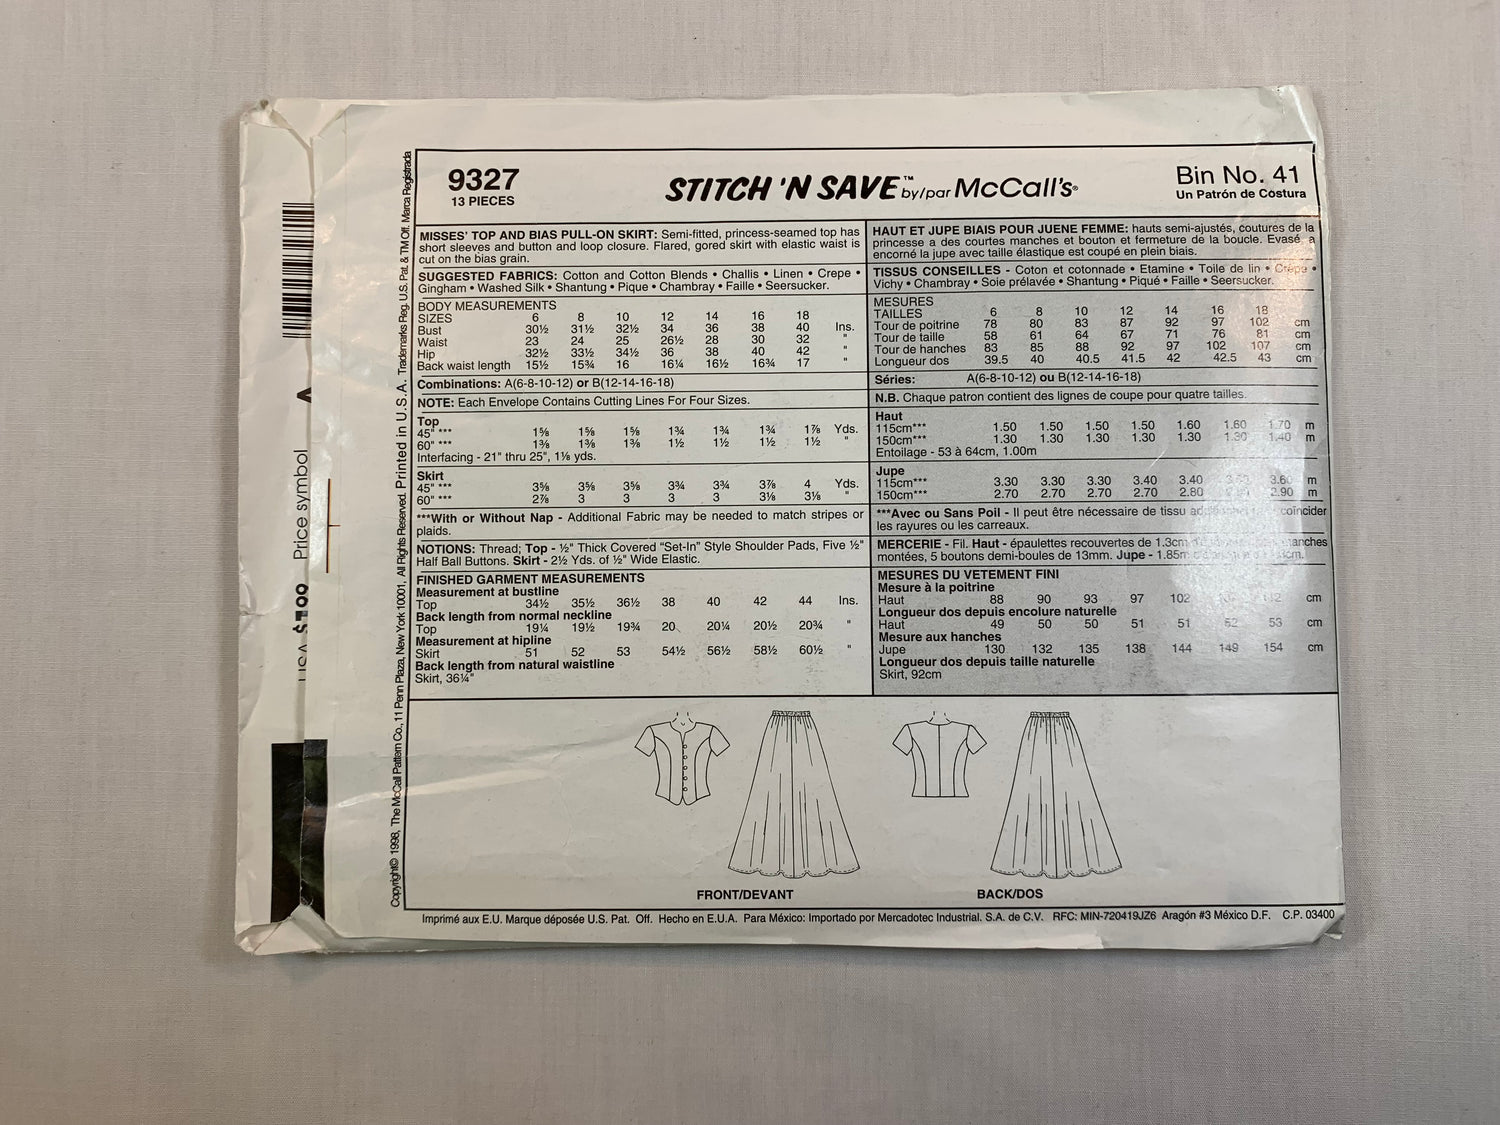 9327
13 PIECES
STITCH 'N SAVE™ by/par McCall's®
Bin No. 41
Un Patrón de Costura
MISSES' TOP AND BIAS PULL-ON SKIRT: Semi-fitted, princess-seamed top has
short sleeves and button and loop closure. Flared, gored skirt with elastic waist is
cut on the bias grain.
SUGGESTED FABRICS: Cotton and Cotton Blends • Challis • Linen • Crepe •
Gingham • Washed Silk • Shantung • Pique • Chambray • Faille • Seersucker.
BODY MEASUREMENTS
SIZES 6 8 10 12 14 16 18
Bust 30½ 31½ 32½ 34 36 38 40 Ins.
Waist 23 24 25 26½ 28 30 32 "
Hip 32½ 33½ 34½ 36 38 40 42 "
Back waist length 15½ 15¾ 16 16¼ 16½ 16¾ 17 "
Combinations: A(6-8-10-12) or B(12-14-16-18)
NOTE: Each Envelope Contains Cutting Lines For Four Sizes.
Top
45" *** 1⅝ 1⅝ 1⅝ 1¾ 1¾ 1¾ 1⅞ Yds.
60" *** 1⅜ 1⅜ 1⅜ 1½ 1½ 1½ 1½ "
Interfacing - 21" thru 25", 1⅛ yds.
Skirt
45" *** 3⅝ 3⅝ 3⅝ 3¾ 3¾ 3⅞ 4 Yds.
60" *** 2⅞ 3 3 3 3 3⅛ 3⅛ "
***With or Without Nap - Additional Fabric may be needed to match stripes or
plaids.
NOTIONS: Thread; Top - ½" Thick Covered "Set-In" Style Shoulder Pads, Five ½"
Half Ball Buttons. Skirt - 2½ Yds. of ½" Wide Elastic.
FINISHED GARMENT MEASUREMENTS
Measurement at bustline
Top 34½ 35½ 36½ 38 40 42 44 Ins.
Back length from normal neckline
Top 19¼ 19½ 19¾ 20 20¼ 20½ 20¾ "
Measurement at hipline
Skirt 51 52 53 54½ 56½ 58½ 60½ "
Back length from natural waistline
Skirt, 36¼"
HAUT ET JUPE BIAIS POUR JUENE FEMME: hauts semi-ajustés, coutures de la
princesse a des courtes manches et bouton et fermeture de la boucle. Evasé, a
encorné la jupe avec taille élastique est coupé en plein biais.
TISSUS CONSEILLES - Coton et cotonnade • Etamine • Toile de lin • Crêpe •
Vichy • Chambray • Soie prélavée • Shantung • Piqué • Faille • Seersucker.
MESURES
TAILLES 6 8 10 12 14 16 18
Tour de poitrine 78 80 83 87 92 97 102 cm
Tour de taille 58 61 64 67 71 76 81 cm
Tour de hanches 83 85 88 92 97 102 107 cm
Longueur dos 39.5 40 40.5 41.5 42 42.5 43 cm
Séries: A(6-8-10-12) ou B(12-14-16-18)
N.B. Chaque patron contient des lignes de coupe pour quatre tailles.
Haut
115cm*** 1.50 1.50 1.50 1.50 1.60 1.60 1.70 m
150cm*** 1.30 1.30 1.30 1.30 1.30 1.30 1.40 m
Entoilage - 53 à 64cm, 1.00m
Jupe
115cm*** 3.30 3.30 3.30 3.40 3.40 3.60 m
150cm*** 2.70 2.70 2.70 2.70 2.80 2.90 m
***Avec ou Sans Poil - Il peut être nécessaire de tissu coïncider
les rayures ou les carreaux.
MERCERIE - Fil. Haut - épaulettes recouvertes de 1.3cm manches
montées, 5 boutons demi-boules de 13mm. Jupe - 1.85m
MESURES DU VETEMENT FINI
Mesure à la poitrine
Haut 88 90 93 97 102 cm
Longueur dos depuis encolure naturelle
Haut 49 50 50 51 51 52 53 cm
Mesure aux hanches
Jupe 130 132 135 138 144 149 154 cm
Longueur dos depuis taille naturelle
Skirt, 92cm
FRONT/DEVANT
BACK/DOS
Imprimé aux E.U. Marque déposée U.S. Pat. Off. Hecho en E.U.A. Para México: Importado por Mercadotec Industrial. S.A. de C.V. RFC: MIN-720419JZ6 Aragón #3 México D.F. C.P. 03400
Copyright© 1998, The McCall Pattern Co., 11 Penn Plaza, New York 10001, All Rights Reserved. Printed in U.S.A. Trademarks Reg. U.S. Pat. & TM Off. Marca Registrada
Price symbol